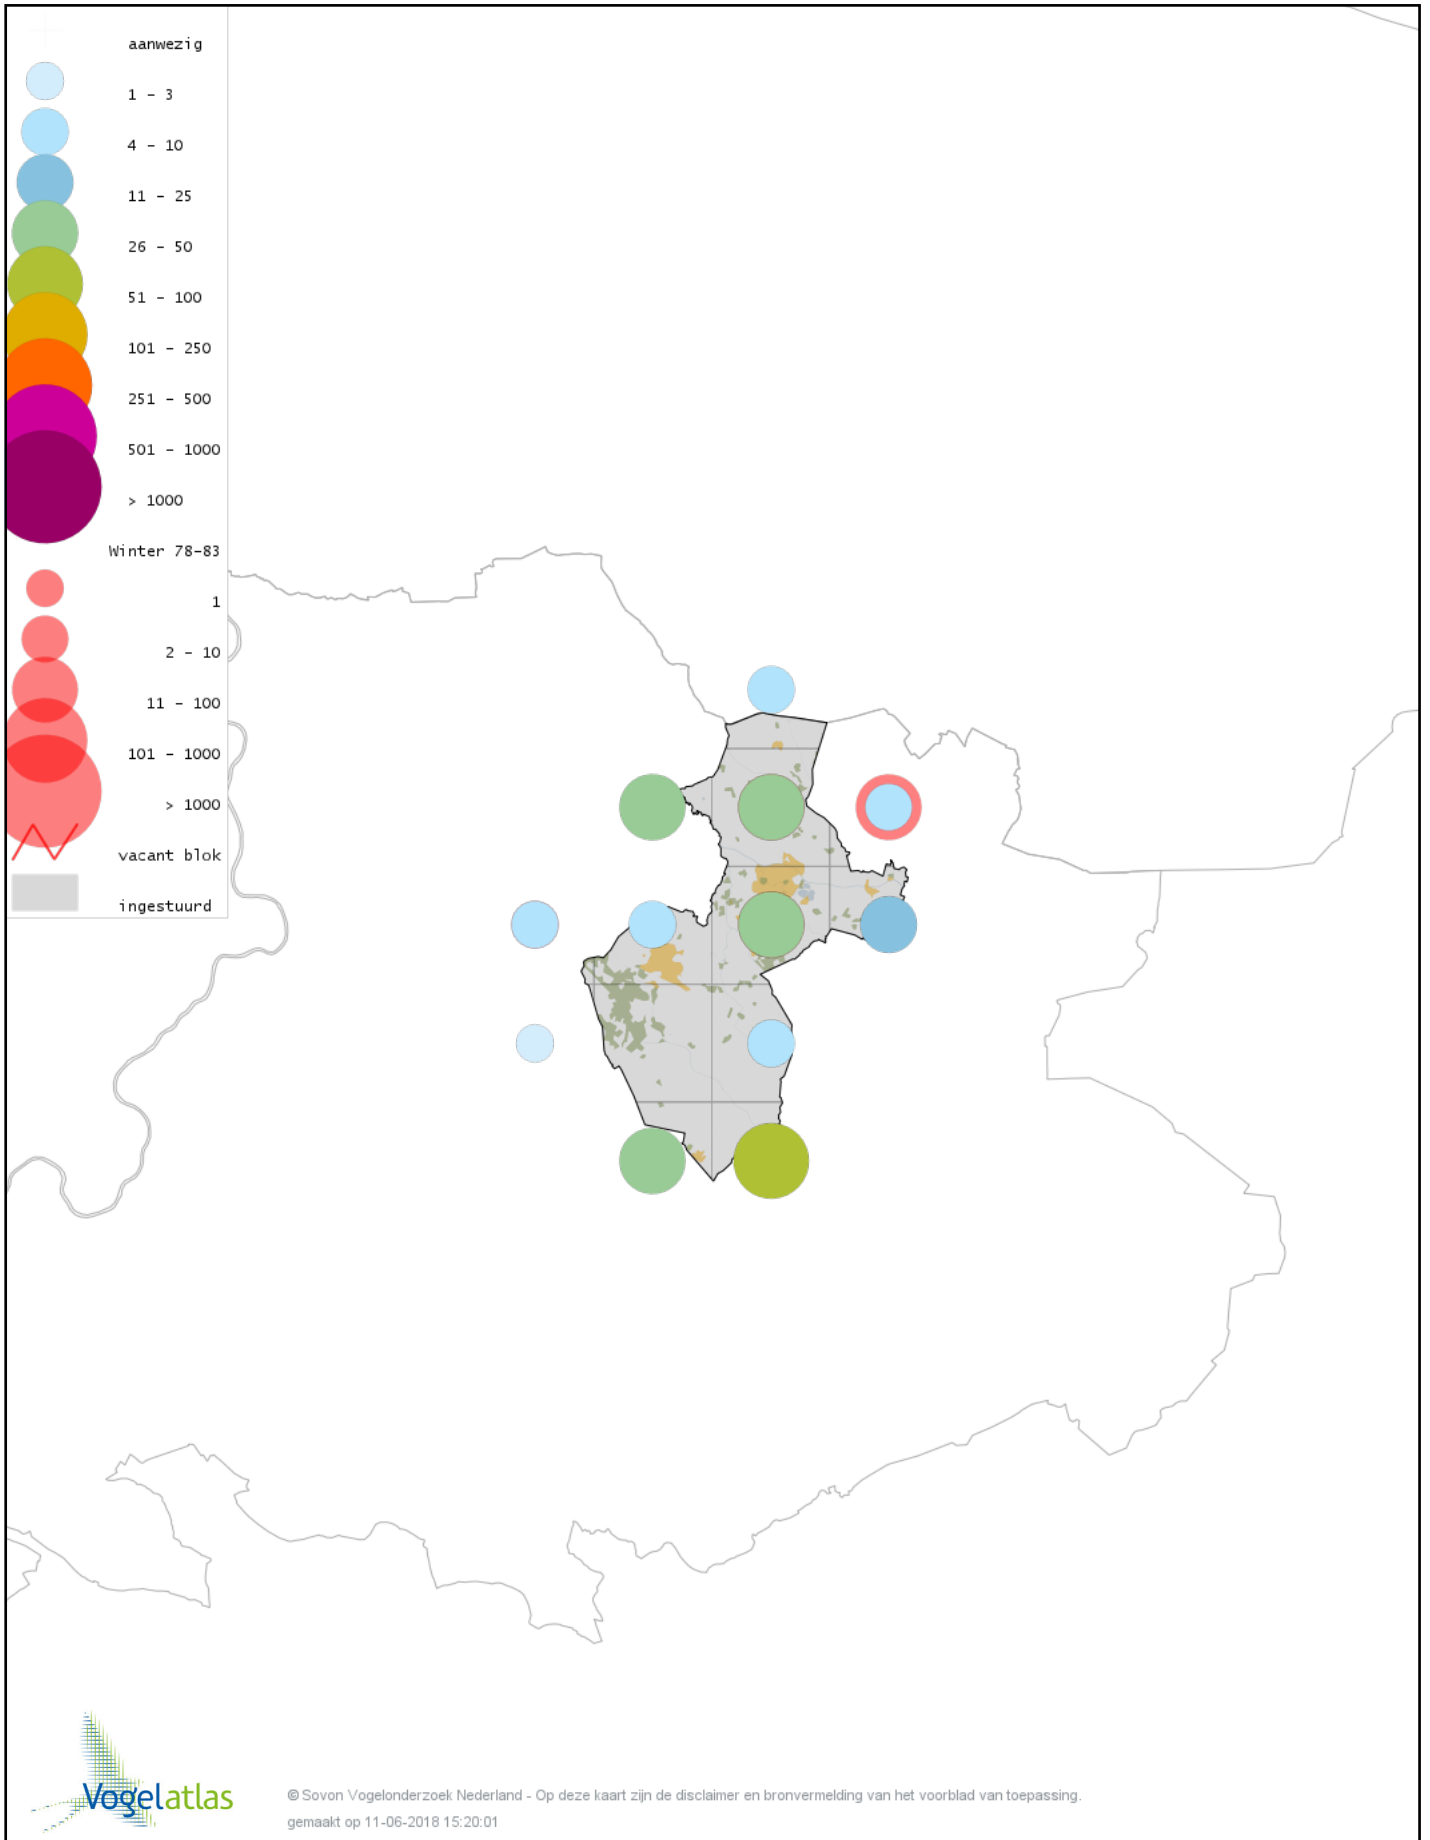 aanwezig
1 - 3
4 - 10
11 - 25
26 - 50
51 - 100
101 - 250
251 - 500
501 - 1000
> 1000
Winter 78-83
1
2 - 10
11 - 100
101 - 1000
> 1000
vacant blok
ingestuurd
Vogelatlas
© Sovon Vogelonderzoek Nederland - Op deze kaart zijn de disclaimer en bronvermelding van het voorblad van toepassing.
gemaakt op 11-06-2018 15:20:01